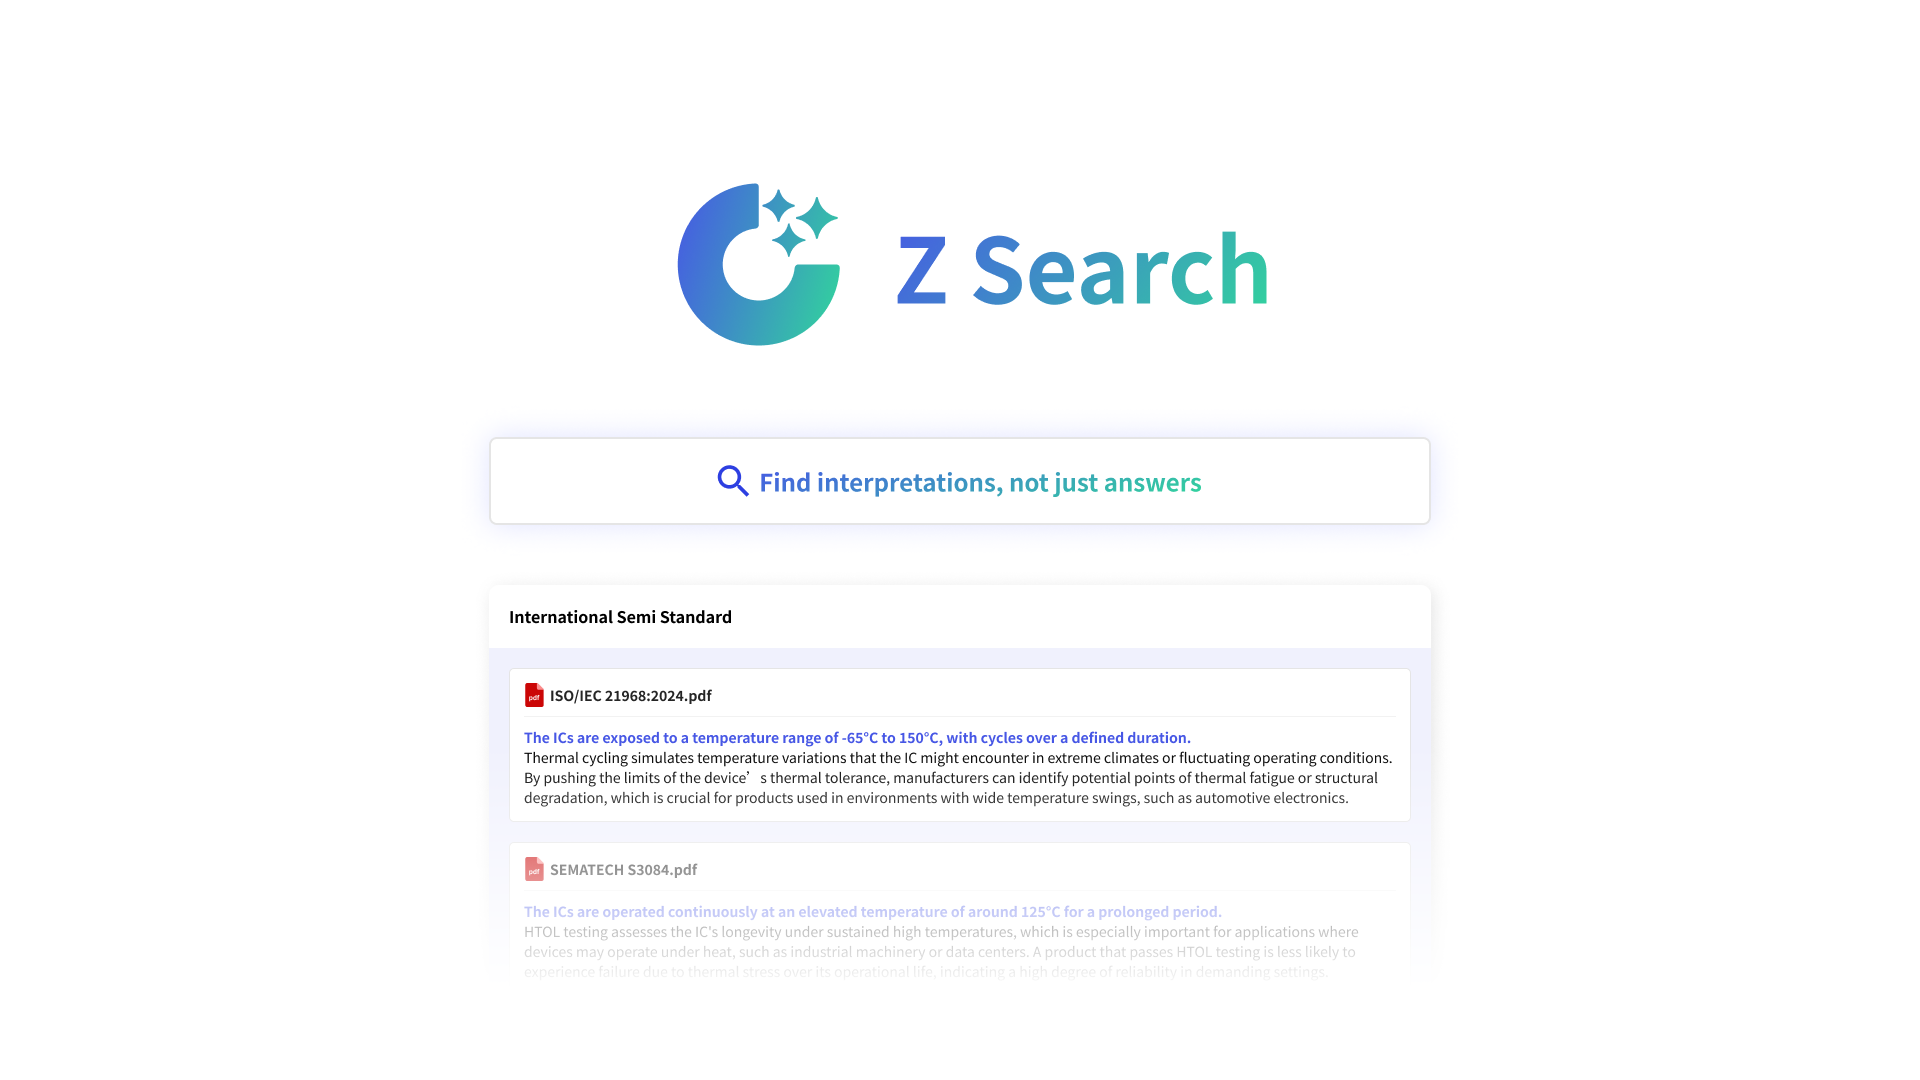 Z Search
Find interpretations, not just answers
International Semi Standard
pdf ISO/IEC 21968:2024.pdf
The ICs are exposed to a temperature range of -65°C to 150°C, with cycles over a defined duration.
Thermal cycling simulates temperature variations that the IC might encounter in extreme climates or fluctuating operating conditions.
By pushing the limits of the device’s thermal tolerance, manufacturers can identify potential points of thermal fatigue or structural
degradation, which is crucial for products used in environments with wide temperature swings, such as automotive electronics.
pdf SEMATECH S3084.pdf
The ICs are operated continuously at an elevated temperature of around 125°C for a prolonged period.
HTOL testing assesses the IC's longevity under sustained high temperatures, which is especially important for applications where
devices may operate under heat, such as industrial machinery or data centers. A product that passes HTOL testing is less likely to
experience failure due to thermal stress over its operational life, indicating a high degree of reliability in demanding settings.